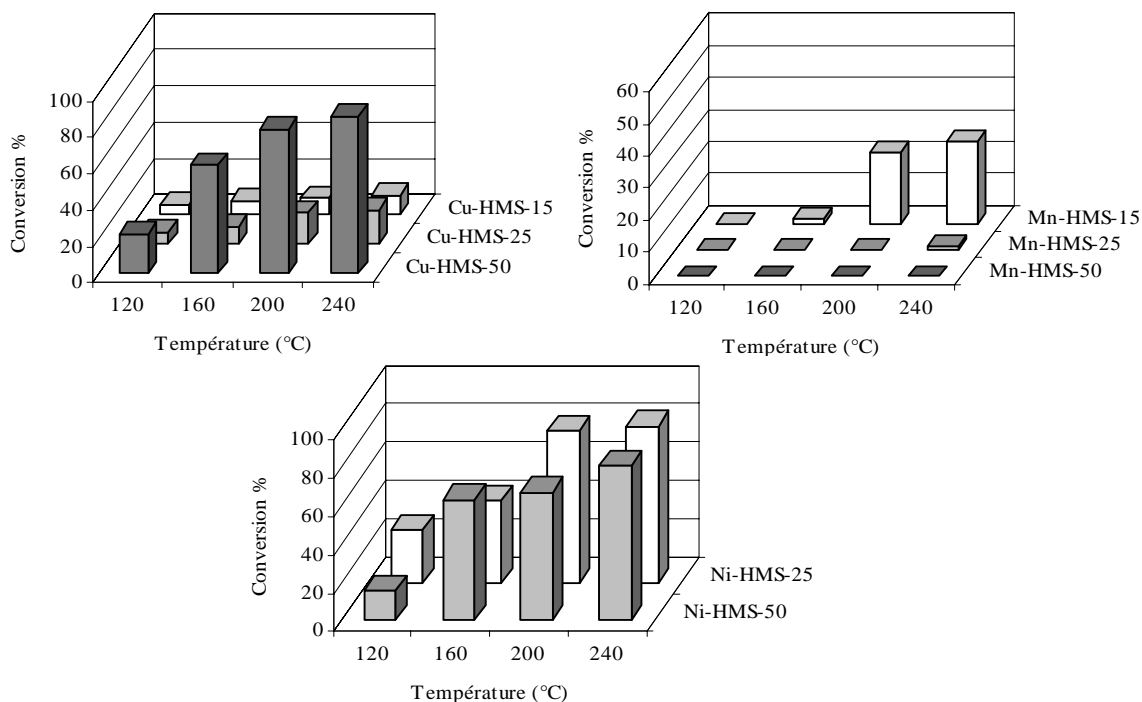 100
80
60
40
20
0
Conversion %
120 160 200 240
Température (°C)
Cu-HMS-15
Cu-HMS-25
Cu-HMS-50
60
50
40
30
20
10
0
Conversion %
120 160 200 240
Température (°C)
Mn-HMS-15
Mn-HMS-25
Mn-HMS-50
100
80
60
40
20
0
Conversion %
120 160 200 240
Température (°C)
Ni-HMS-25
Ni-HMS-50